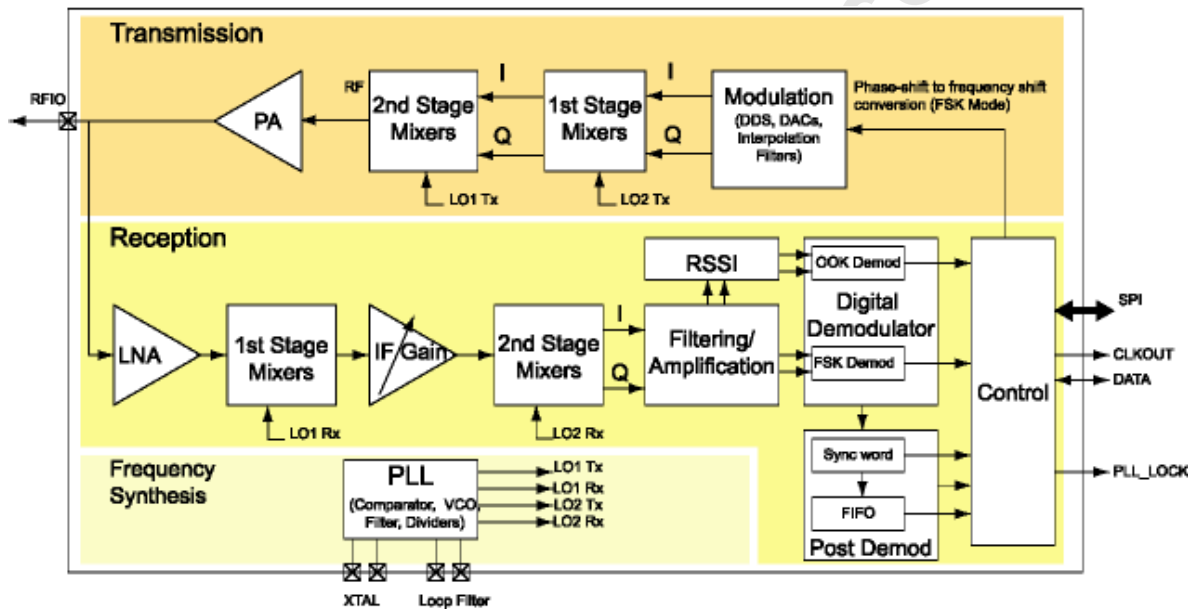 Transmission
RFIO
PA
RF
2nd Stage
Mixers
LO1 Tx
I
Q
1st Stage
Mixers
LO2 Tx
I
Q
Modulation
(DDS, DACs,
Interpolation
Filters)
Phase-shift to frequency shift
conversion (FSK Mode)
Reception
LNA
1st Stage
Mixers
LO1 Rx
IF Gain
2nd Stage
Mixers
LO2 Rx
I
Q
RSSI
Filtering/
Amplification
OOK Demod
Digital
Demodulator
FSK Demod
Sync word
FIFO
Post Demod
Control
SPI
CLKOUT
DATA
PLL_LOCK
Frequency
Synthesis
PLL
(Comparator, VCO,
Filter, Dividers)
LO1 Tx
LO1 Rx
LO2 Tx
LO2 Rx
XTAL
Loop Filter